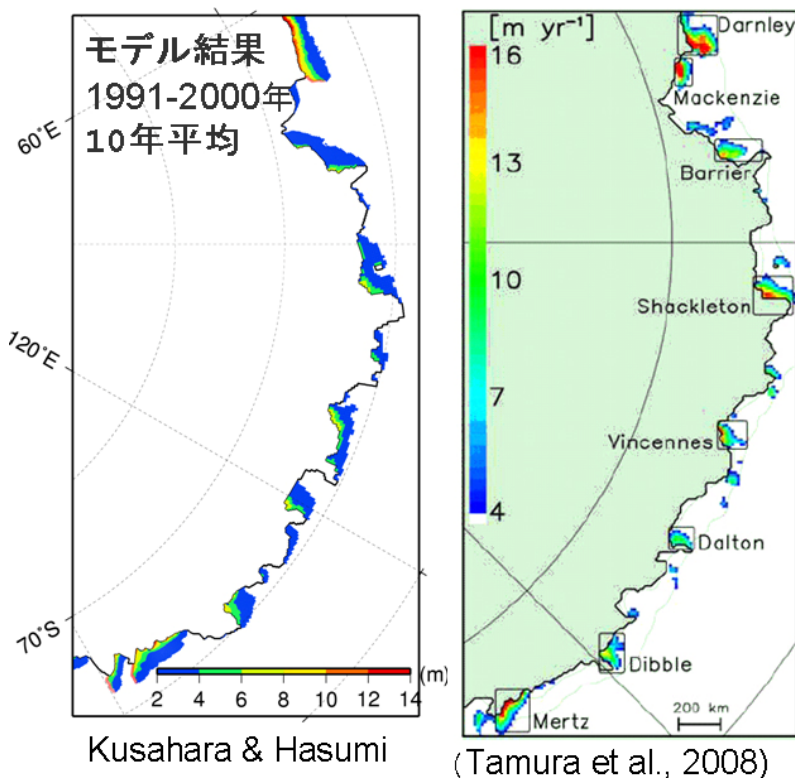 モデル結果
1991-2000年
10年平均
60°E
120°E
70°S
2 4 6 8 10 12 14 (m)
Kusahara & Hasumi
[m yr⁻¹]
16
13
10
7
4
Darnley
Mackenzie
Barrier
Shackleton
Vincennes
Dalton
Dibble
Mertz
200 km
(Tamura et al., 2008)